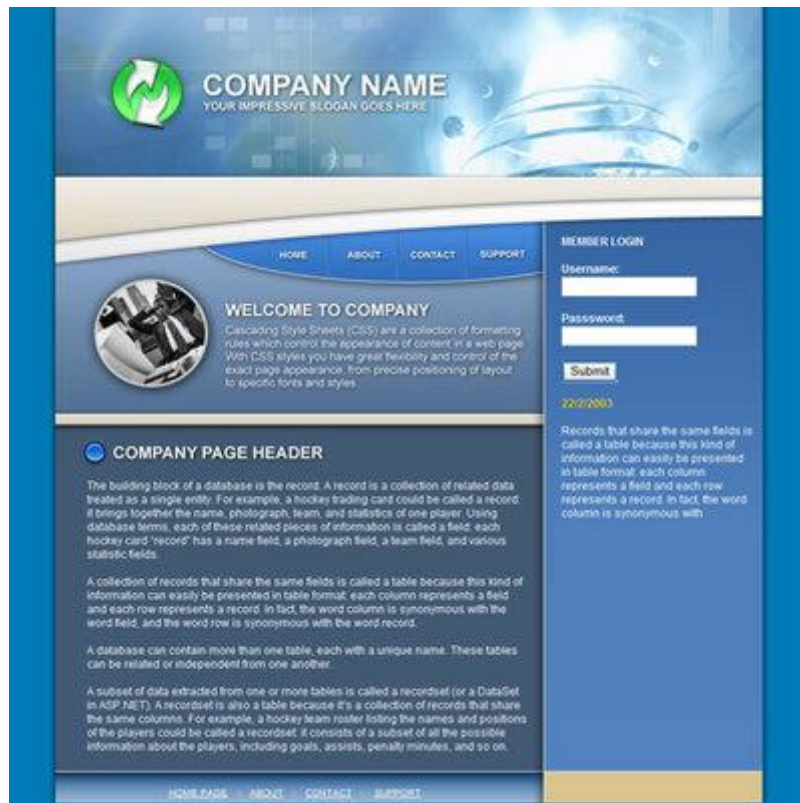 COMPANY NAME
YOUR IMPRESSIVE SLOGAN GOES HERE
HOME ABOUT CONTACT SUPPORT
WELCOME TO COMPANY
Cascading Style Sheets (CSS) are a collection of formatting
rules which control the appearance of content in a web page.
With CSS styles you have great flexibility and control of the
exact page appearance, from precise positioning of layout
to specific fonts and styles.
MEMBER LOGIN
Username:
Passsword:
Submit
22/2/2003
Records that share the same fields is
called a table because this kind of
information can easily be presented
in table format: each column
represents a field and each row
represents a record. In fact, the word
column is synonymous with
COMPANY PAGE HEADER
The building block of a database is the record. A record is a collection of related data
treated as a single entity. For example, a hockey trading card could be called a record:
it brings together the name, photograph, team, and statistics of one player. Using
database terms, each of these related pieces of information is called a field: each
hockey card "record" has a name field, a photograph field, a team field, and various
statistic fields.
A collection of records that share the same fields is called a table because this kind of
information can easily be presented in table format: each column represents a field
and each row represents a record. In fact, the word column is synonymous with the
word field, and the word row is synonymous with the word record.
A database can contain more than one table, each with a unique name. These tables
can be related or independent from one another.
A subset of data extracted from one or more tables is called a recordset (or a DataSet
in ASP.NET). A recordset is also a table because it's a collection of records that share
the same columns. For example, a hockey team roster listing the names and positions
of the players could be called a recordset: it consists of a subset of all the possible
information about the players, including goals, assists, penalty minutes, and so on.
HOME PAGE ABOUT CONTACT SUPPORT